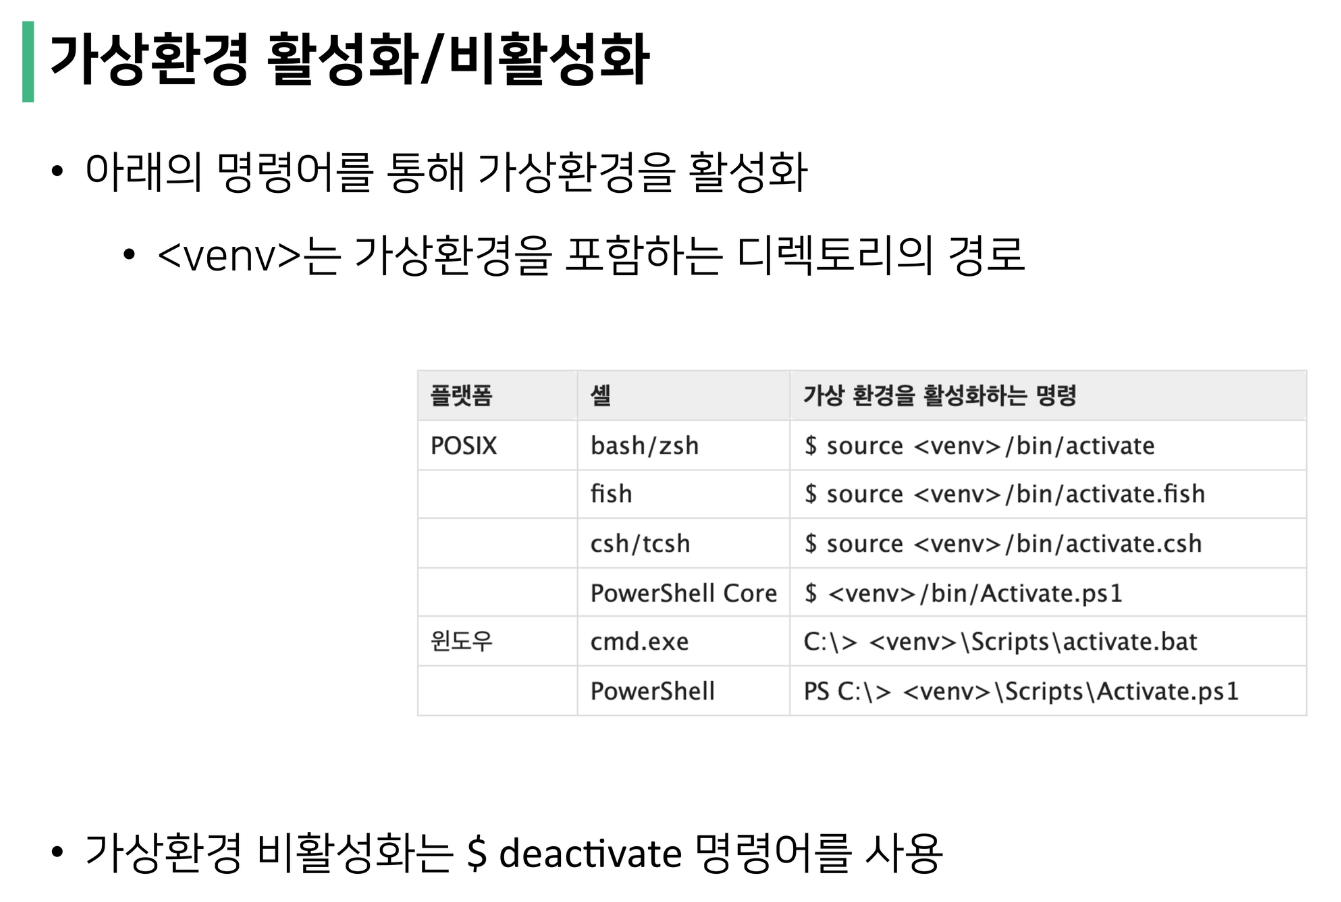 가상환경 활성화/비활성화
• 아래의 명령어를 통해 가상환경을 활성화
• <venv>는 가상환경을 포함하는 디렉토리의 경로
플랫폼 셸 가상 환경을 활성화하는 명령
POSIX bash/zsh $ source <venv>/bin/activate
fish $ source <venv>/bin/activate.fish
csh/tcsh $ source <venv>/bin/activate.csh
PowerShell Core $ <venv>/bin/Activate.ps1
윈도우 cmd.exe C:\> <venv>\Scripts\activate.bat
PowerShell PS C:\> <venv>\Scripts\Activate.ps1
• 가상환경 비활성화는 $ deactivate 명령어를 사용